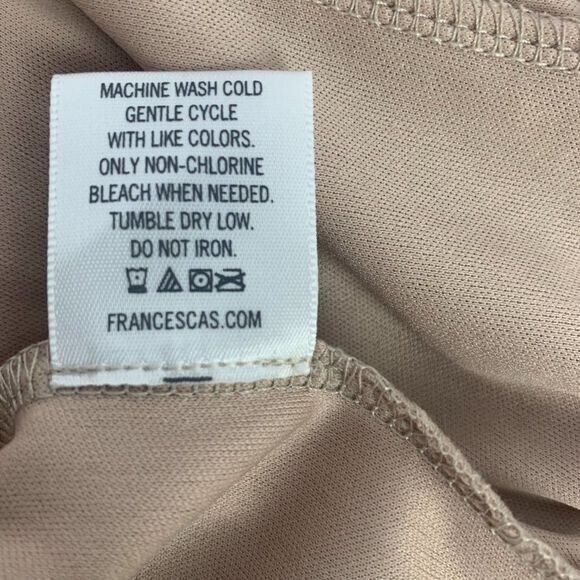 MACHINE WASH COLD
GENTLE CYCLE
WITH LIKE COLORS.
ONLY NON-CHLORINE
BLEACH WHEN NEEDED.
TUMBLE DRY LOW.
DO NOT IRON.
FRANCESCAS.COM